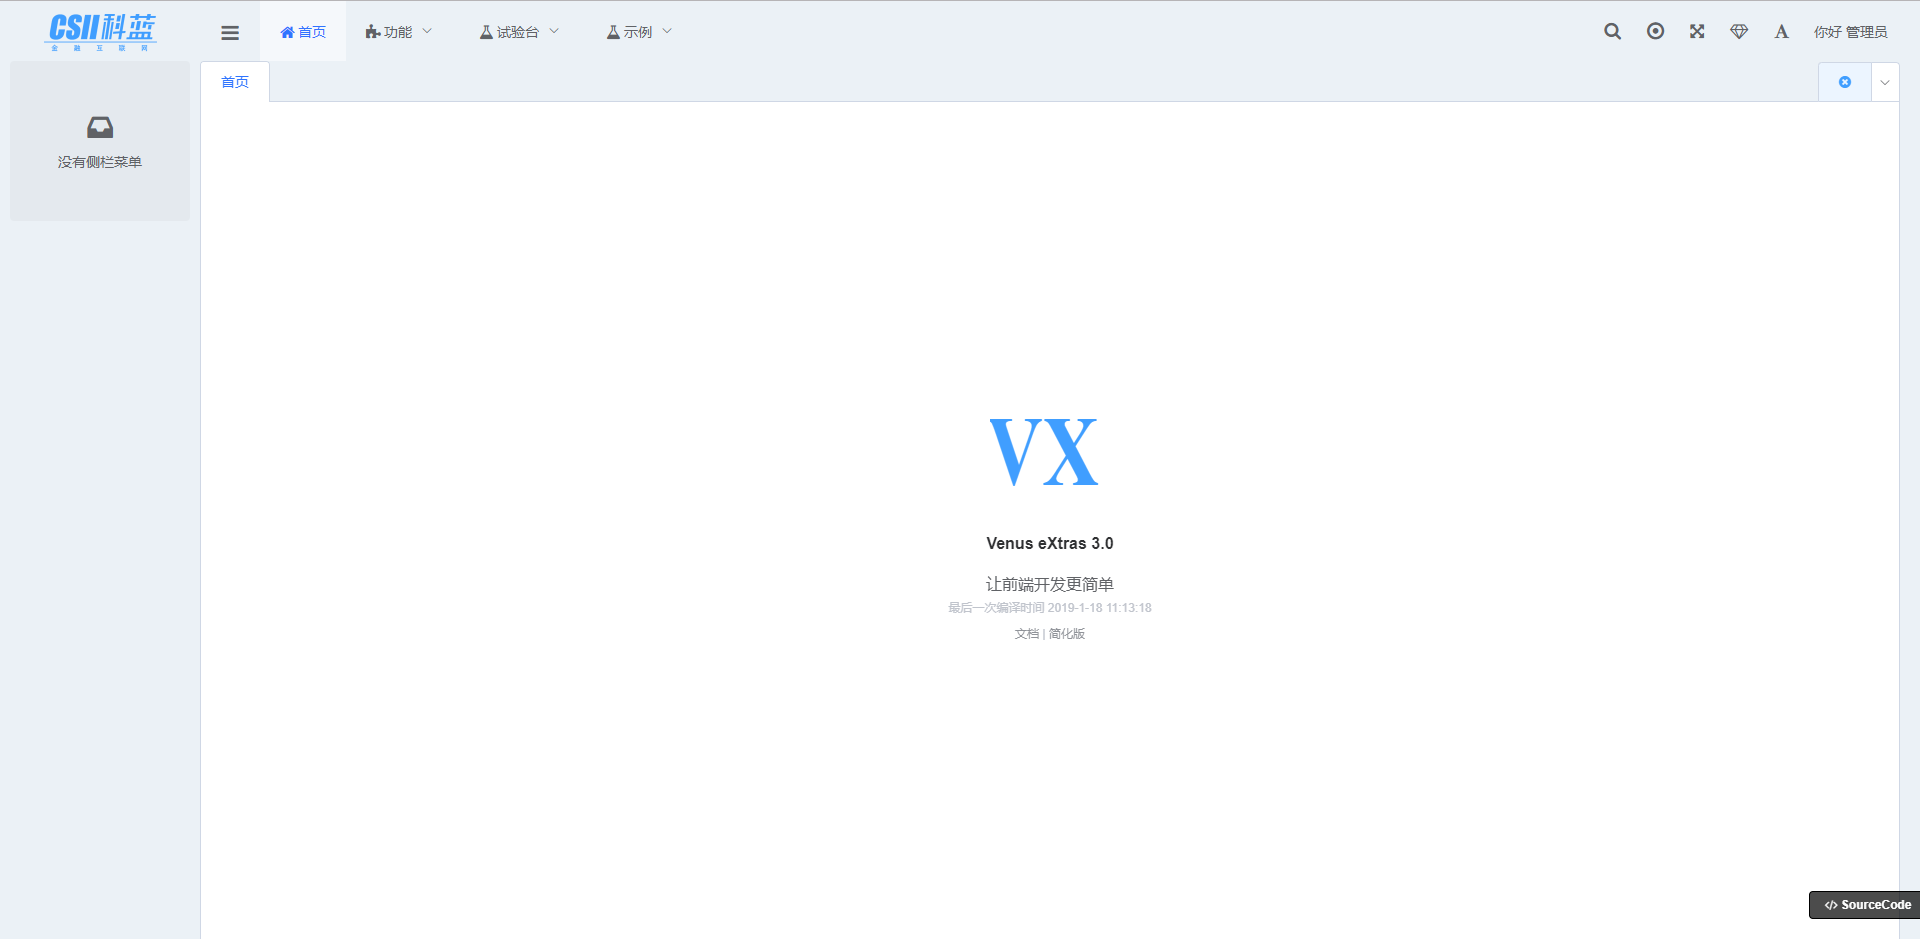 CSII科蓝
金融互联网
首页
功能
试验台
示例
A
你好 管理员
没有侧栏菜单
首页
VX
Venus eXtras 3.0
让前端开发更简单
最后一次编译时间 2019-1-18 11:13:18
文档 | 简化版
</> SourceCode